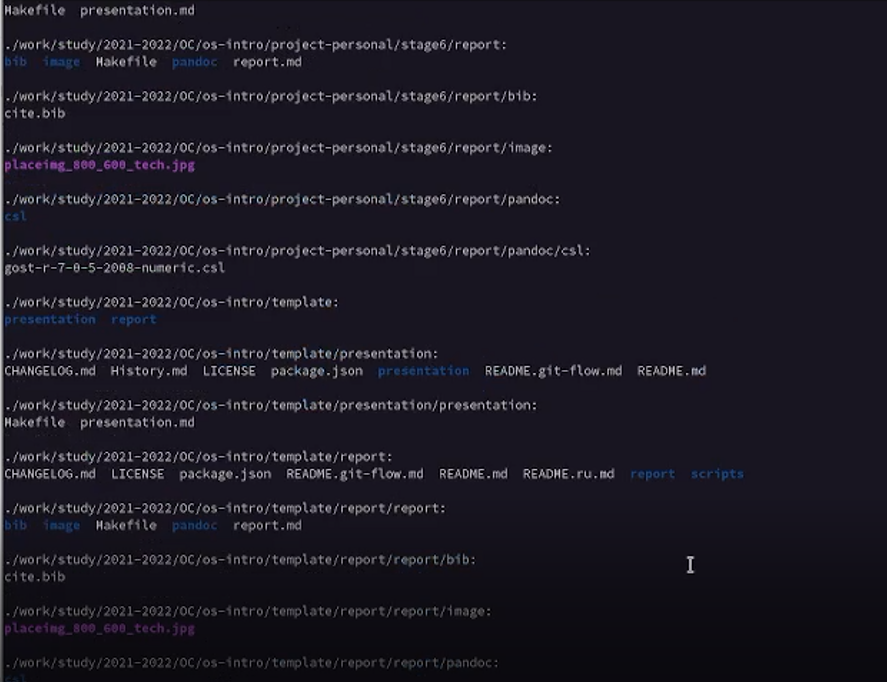 Makefile presentation.md
./work/study/2021-2022/OC/os-intro/project-personal/stage6/report:
bib image Makefile pandoc report.md
./work/study/2021-2022/OC/os-intro/project-personal/stage6/report/bib:
cite.bib
./work/study/2021-2022/OC/os-intro/project-personal/stage6/report/image:
placeimg_800_600_tech.jpg
./work/study/2021-2022/OC/os-intro/project-personal/stage6/report/pandoc:
csl
./work/study/2021-2022/OC/os-intro/project-personal/stage6/report/pandoc/csl:
gost-r-7-0-5-2008-numeric.csl
./work/study/2021-2022/OC/os-intro/template:
presentation report
./work/study/2021-2022/OC/os-intro/template/presentation:
CHANGELOG.md History.md LICENSE package.json presentation README.git-flow.md README.md
./work/study/2021-2022/OC/os-intro/template/presentation/presentation:
Makefile presentation.md
./work/study/2021-2022/OC/os-intro/template/report:
CHANGELOG.md LICENSE package.json README.git-flow.md README.md README.ru.md report scripts
./work/study/2021-2022/OC/os-intro/template/report/report:
bib image Makefile pandoc report.md
./work/study/2021-2022/OC/os-intro/template/report/report/bib:
cite.bib
./work/study/2021-2022/OC/os-intro/template/report/report/image:
placeimg_800_600_tech.jpg
./work/study/2021-2022/OC/os-intro/template/report/report/pandoc:
csl